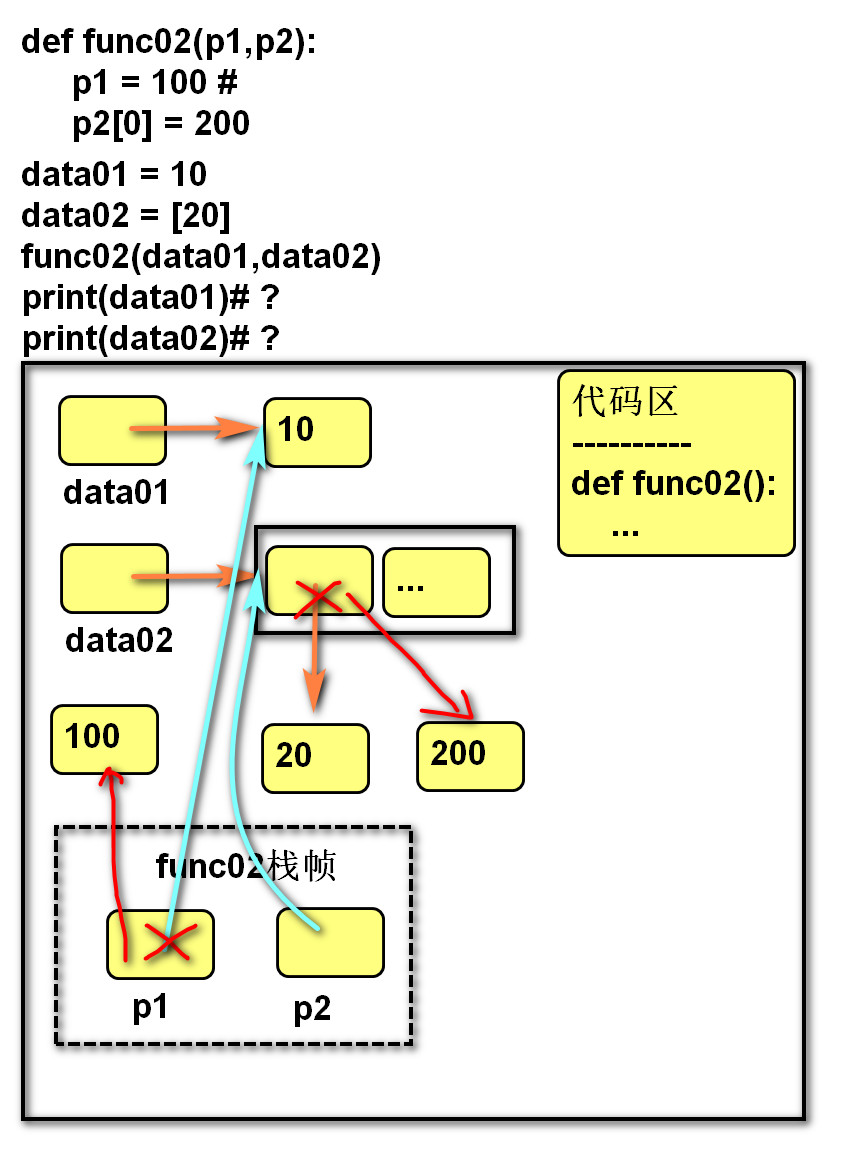 def func02(p1,p2):
p1 = 100 #
p2[0] = 200
data01 = 10
data02 = [20]
func02(data01,data02)
print(data01)# ?
print(data02)# ?
10
代码区
----------
def func02():
...
data01
...
data02
100
20
200
func02栈帧
p1
p2